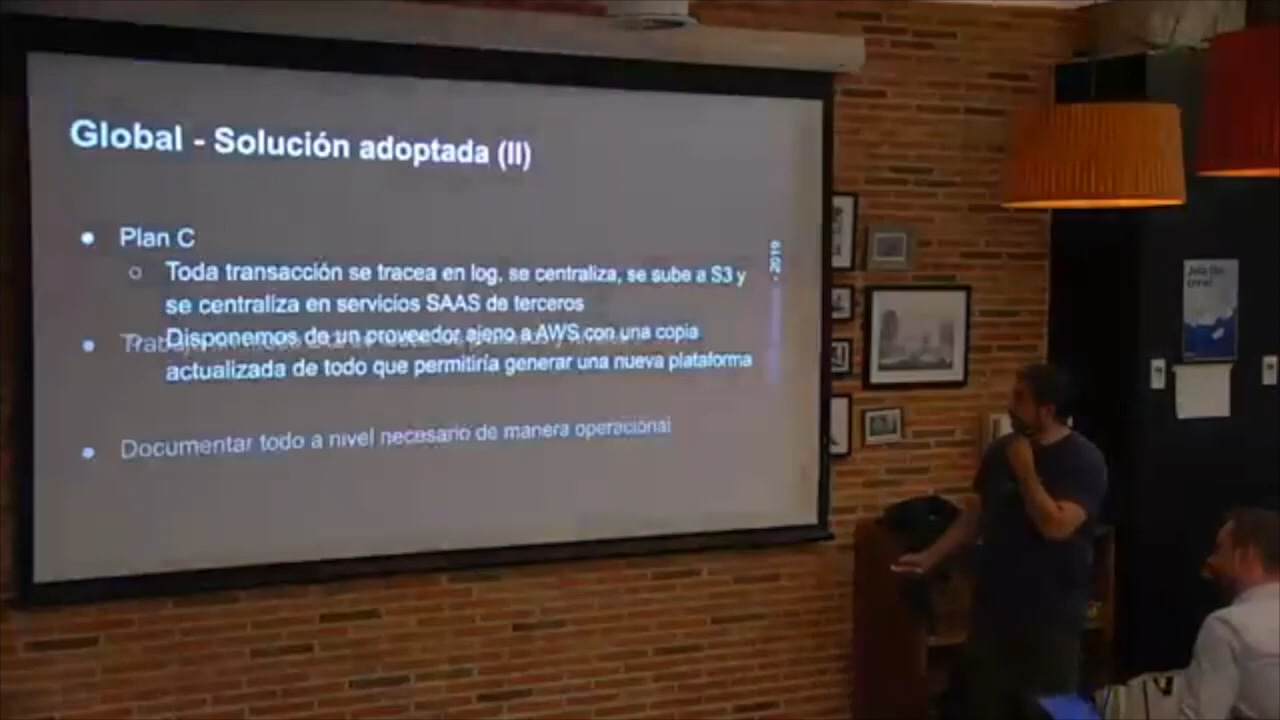 Global - Solución adoptada (II)
● Plan C
○ Toda transacción se tracea en log, se centraliza, se sube a S3 y
se centraliza en servicios SAAS de terceros
○ Disponemos de un proveedor ajeno a AWS con una copia
actualizada de todo que permitiría generar una nueva plataforma
● Documentar todo a nivel necesario de manera operacional
- 2019